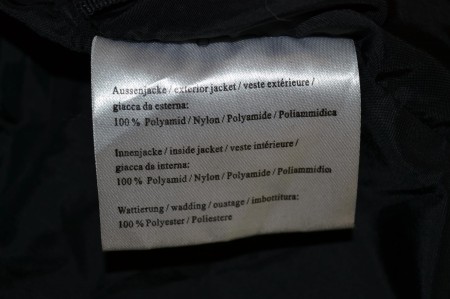 Aussenjacke / exterior jacket / veste extérieure /
giacca da esterna:
100 % Polyamid / Nylon / Polyamide / Poliammidica
Innenjacke / inside jacket / veste intérieure /
giacca da interna:
100 % Polyamid / Nylon / Polyamide / Poliammidica
Wattierung / wadding / ouatage / imbottitura:
100 % Polyester / Poliestere